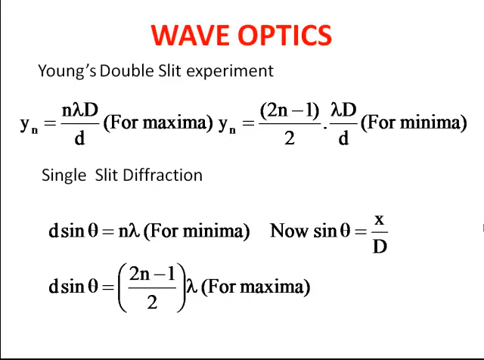 WAVE OPTICS
Young's Double Slit experiment
yₙ = nλD/d (For maxima) yₙ = (2n−1)/2 . λD/d (For minima)
Single Slit Diffraction
d sin θ = nλ (For minima) Now sin θ = x/D
d sin θ = ((2n−1)/2) λ (For maxima)